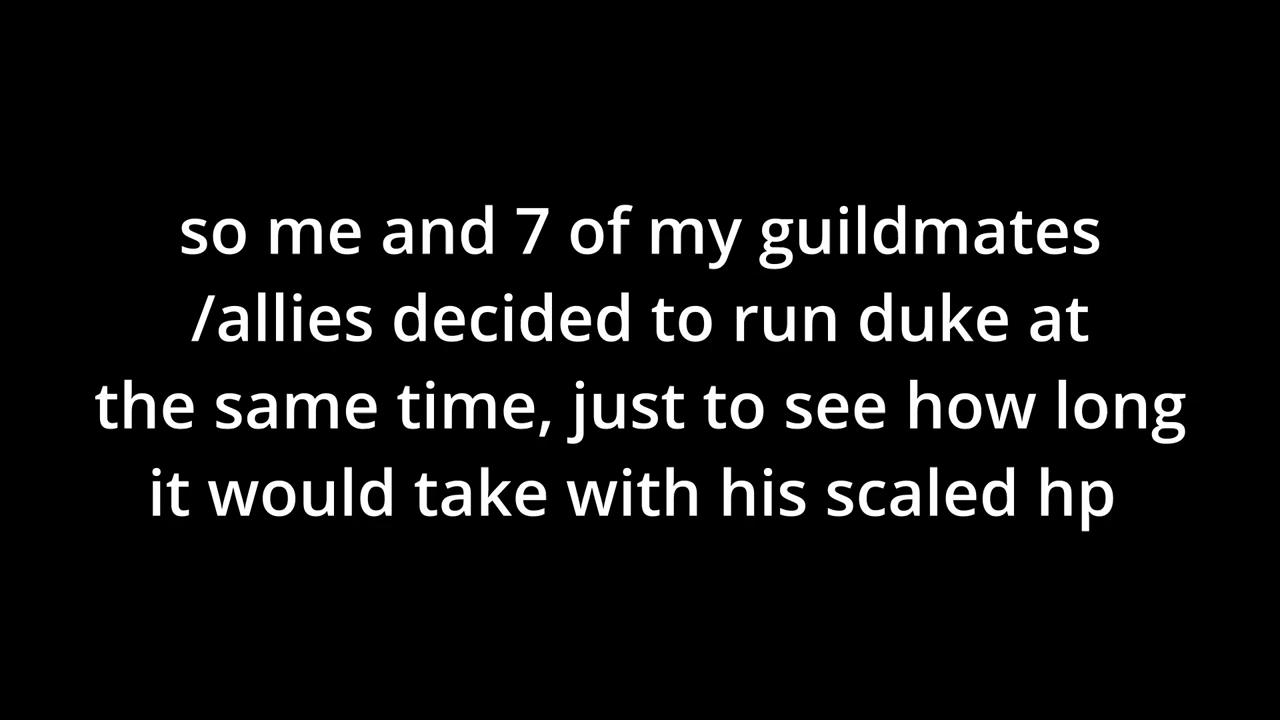 so me and 7 of my guildmates
/allies decided to run duke at
the same time, just to see how long
it would take with his scaled hp